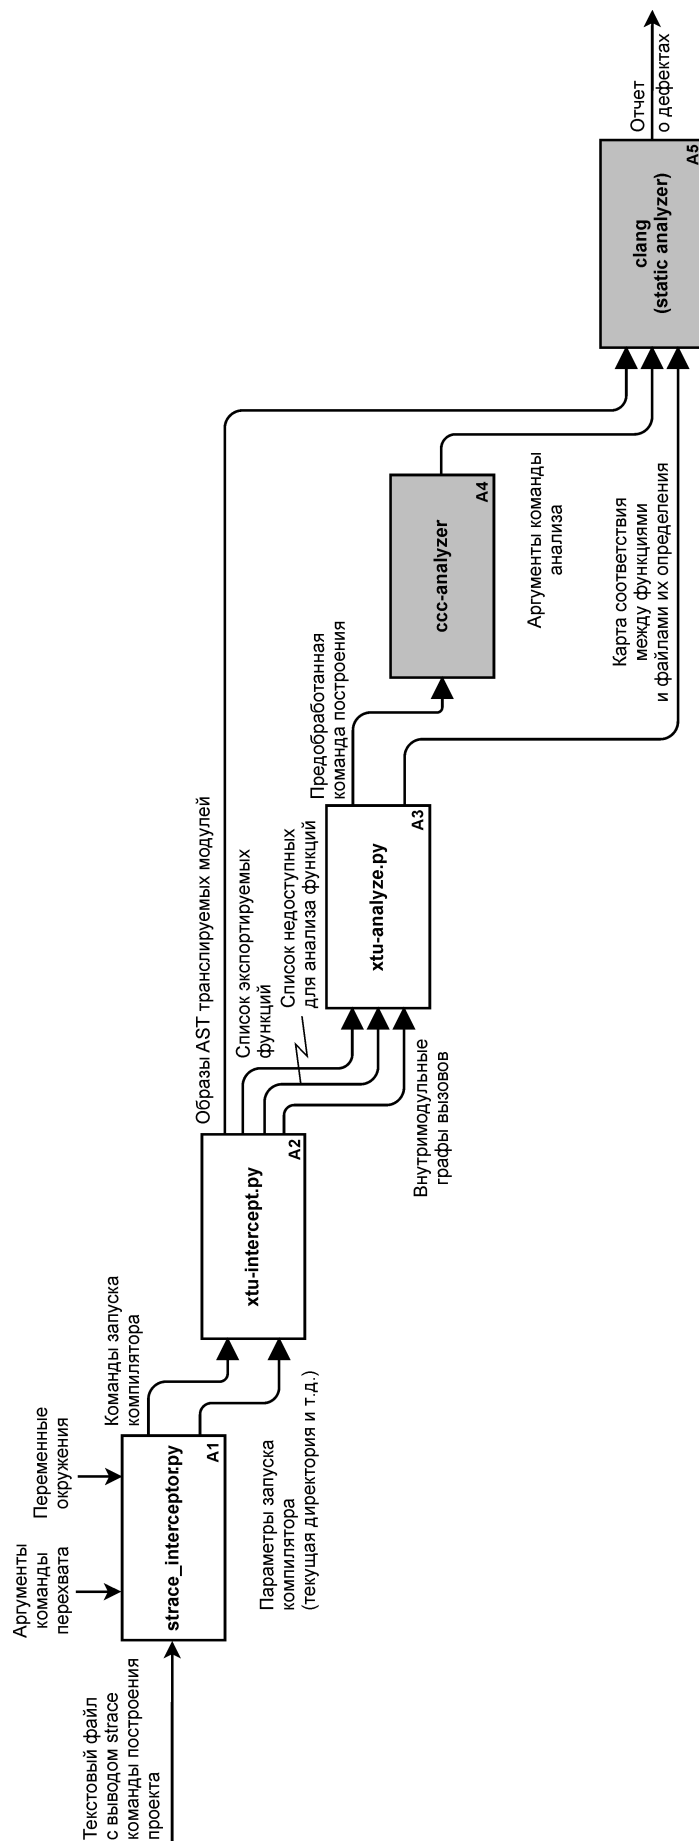 Текстовый файл
с выводом strace
команды построения
проекта
Аргументы
команды
перехвата
Переменные
окружения
strace_interceptor.py
A1
Команды запуска
компилятора
Параметры запуска
компилятора
(текущая директория и т.д.)
xtu-intercept.py
A2
Образы AST транслируемых модулей
Список экспортируемых
функций
Список недоступных
для анализа функций
Внутримодульные
графы вызовов
xtu-analyze.py
A3
Предобработанная
команда построения
ccc-analyzer
A4
Аргументы команды
анализа
Карта соответствия
между функциями
и файлами их определения
clang
(static analyzer)
A5
Отчет
о дефектах